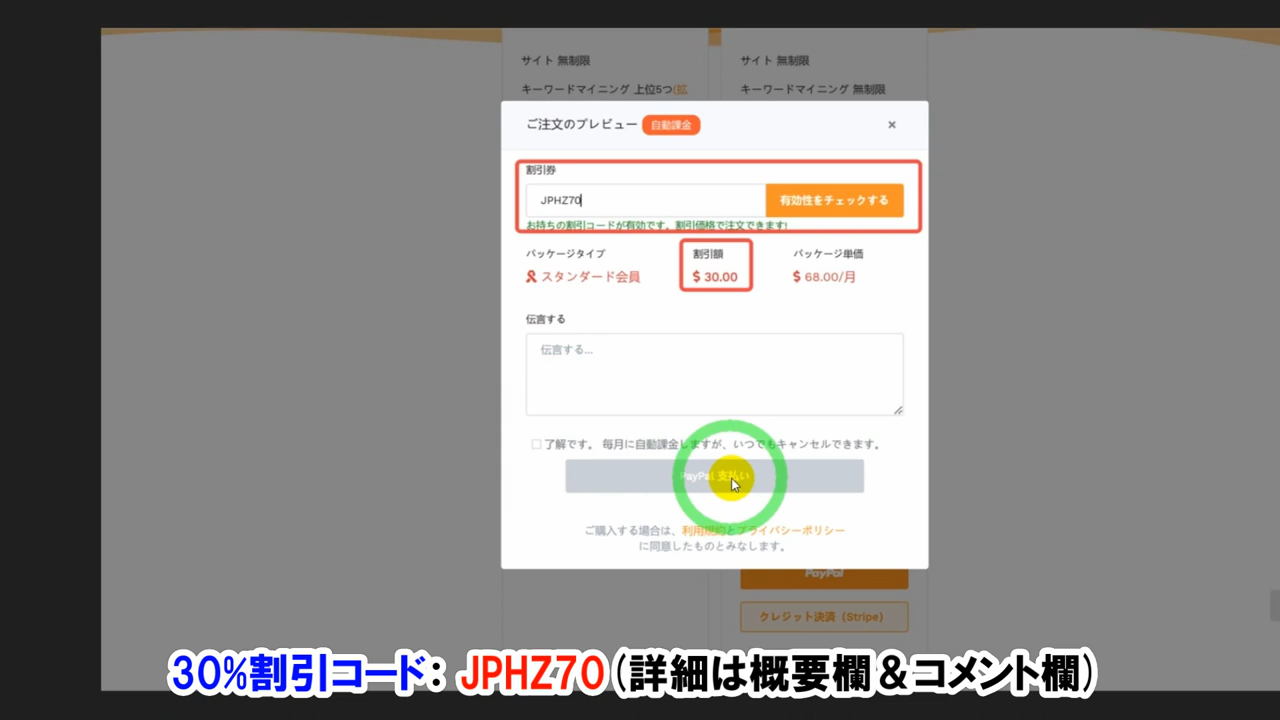 サイト 無制限
サイト 無制限
キーワードマイニング 上位5つ(拡
キーワードマイニング 無制限
ご注文のプレビュー 自動課金 ×
割引券
JPHZ70 有効性をチェックする
お持ちの割引コードが有効です。割引価格で注文できます!
パッケージタイプ 割引額 パッケージ単価
スタンダード会員 $ 30.00 $ 68.00/月
伝言する
伝言する...
了解です。 毎月に自動課金しますが、いつでもキャンセルできます。
PayPal 支払い
ご購入する場合は、利用規約とプライバシーポリシー
に同意したものとみなします。
PayPal
クレジット決済（Stripe）
30%割引コード：JPHZ70（詳細は概要欄＆コメント欄）